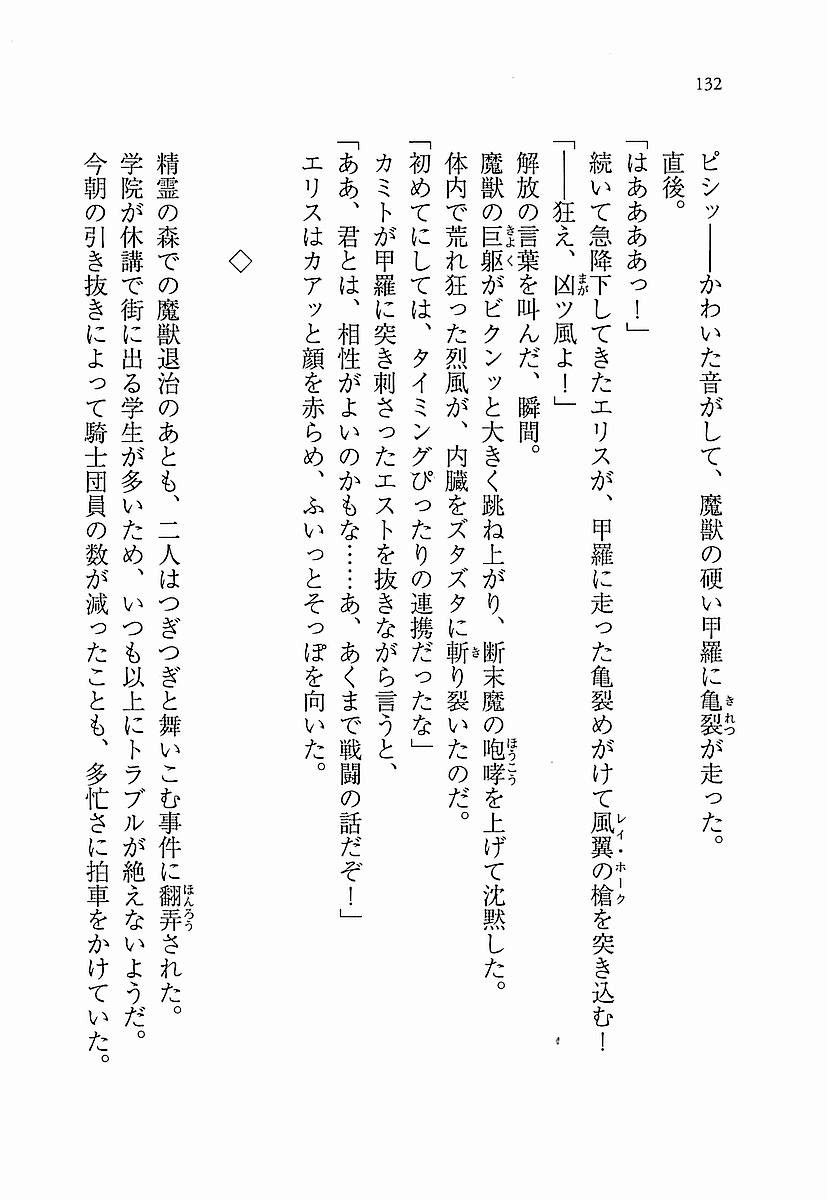 132
ピシッ――かわいた音がして、魔獣の硬い甲羅に亀裂が走った。
直後。
「はああああっ！」
続いて急降下してきたエリスが、甲羅に走った亀裂めがけて風翼の槍を突き込む！
「――狂え、凶ツ風よ！」
解放の言葉を叫んだ、瞬間。
魔獣の巨躯がビクンッと大きく跳ね上がり、断末魔の咆哮を上げて沈黙した。
体内で荒れ狂った烈風が、内臓をズタズタに斬り裂いたのだ。
「初めてにしては、タイミングぴったりの連携だったな」
カミトが甲羅に突き刺さったエストを抜きながら言うと、
「ああ、君とは、相性がよいのかもな……あ、あくまで戦闘の話だぞ！」
エリスはカアッと顔を赤らめ、ふいっとそっぽを向いた。
◇
精霊の森での魔獣退治のあとも、二人はつぎつぎと舞いこむ事件に翻弄された。
学院が休講で街に出る学生が多いため、いつも以上にトラブルが絶えないようだ。
今朝の引き抜きによって騎士団員の数が減ったことも、多忙さに拍車をかけていた。